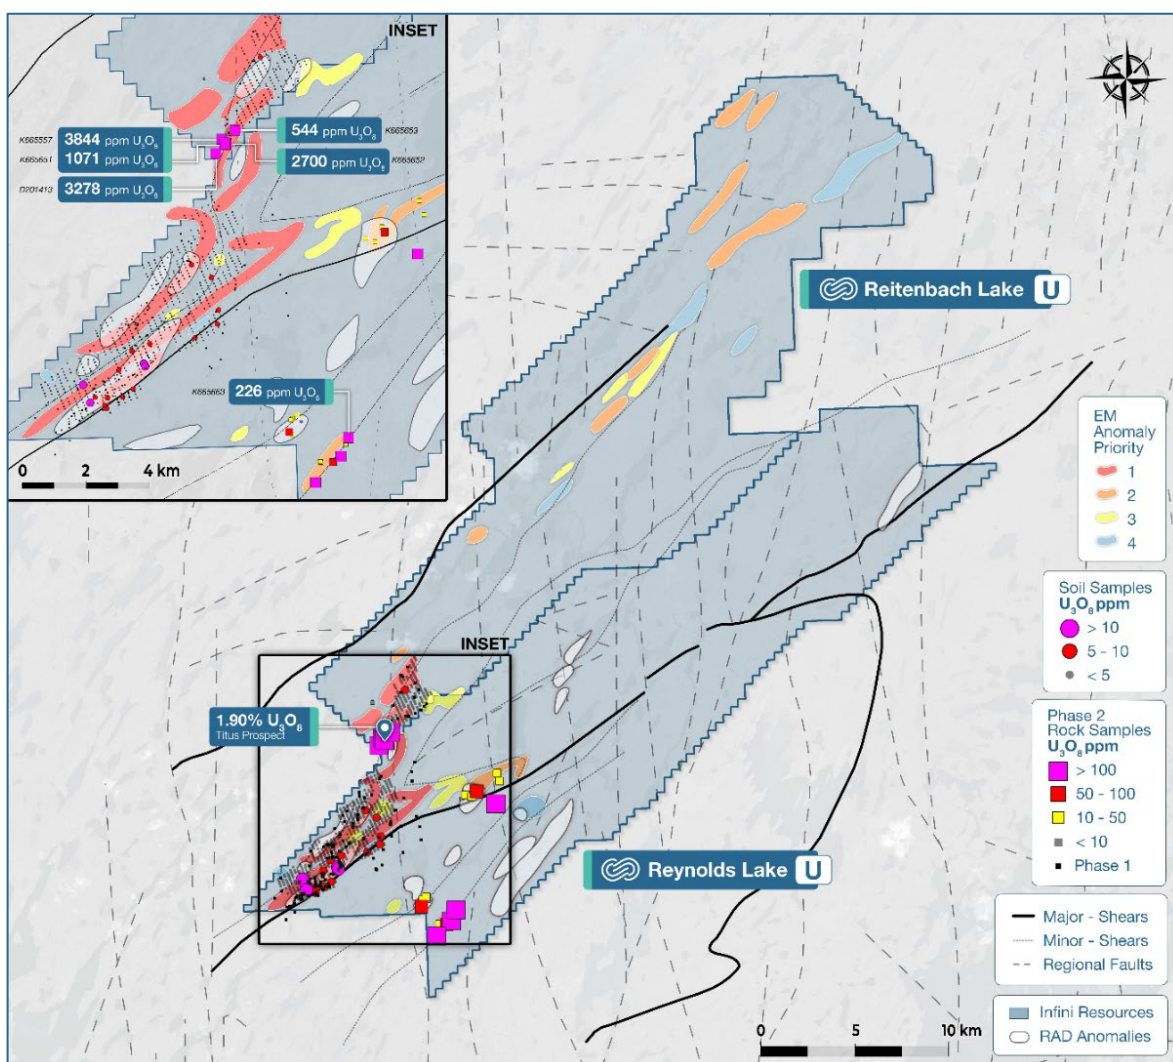 INSET
K665557
3844 ppm U₃O₈
K665651
1071 ppm U₃O₈
D201413
3278 ppm U₃O₈
544 ppm U₃O₈
K665653
2700 ppm U₃O₈
K665652
K665663
226 ppm U₃O₈
0 2 4 km
Reitenbach Lake U
EM
Anomaly
Priority
1
2
3
4
Soil Samples
U₃O₈ ppm
> 10
5 - 10
< 5
INSET
1.90% U₃O₈
Titus Prospect
Phase 2
Rock Samples
U₃O₈ ppm
> 100
50 - 100
10 - 50
< 10
Phase 1
Reynolds Lake U
Major - Shears
Minor - Shears
Regional Faults
Infini Resources
RAD Anomalies
0 5 10 km